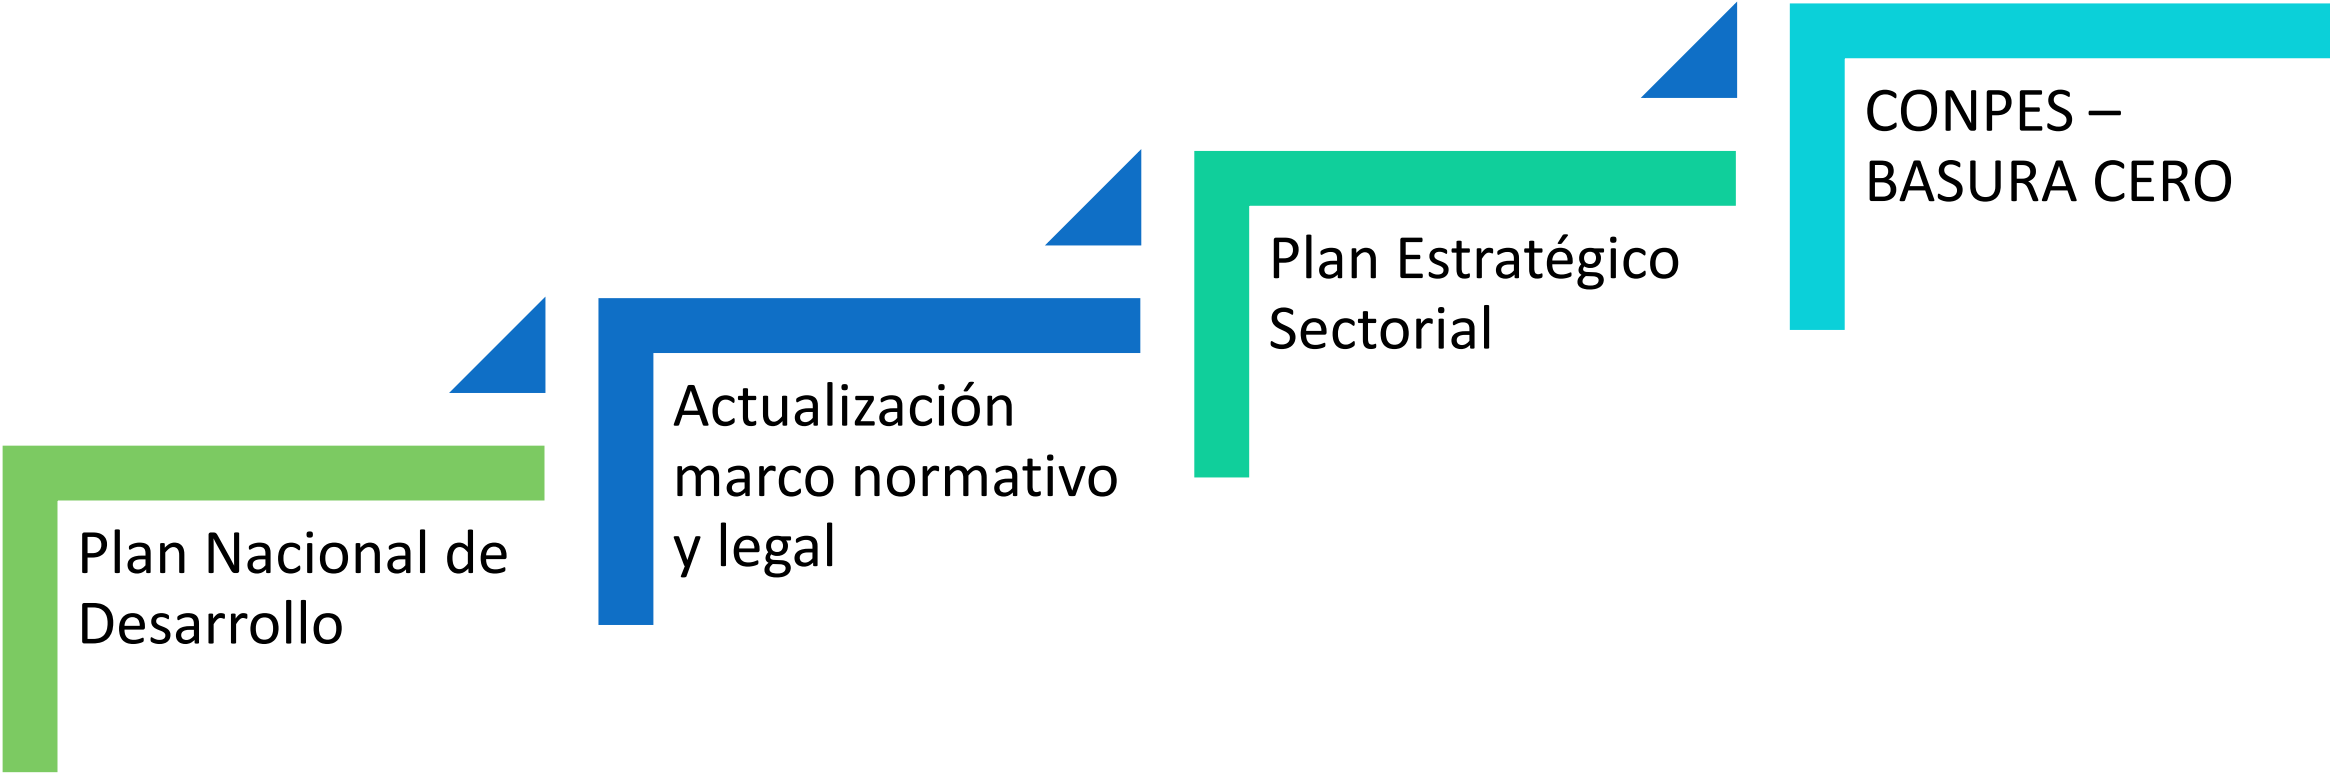 Plan Nacional de
Desarrollo
Actualización
marco normativo
y legal
Plan Estratégico
Sectorial
CONPES –
BASURA CERO